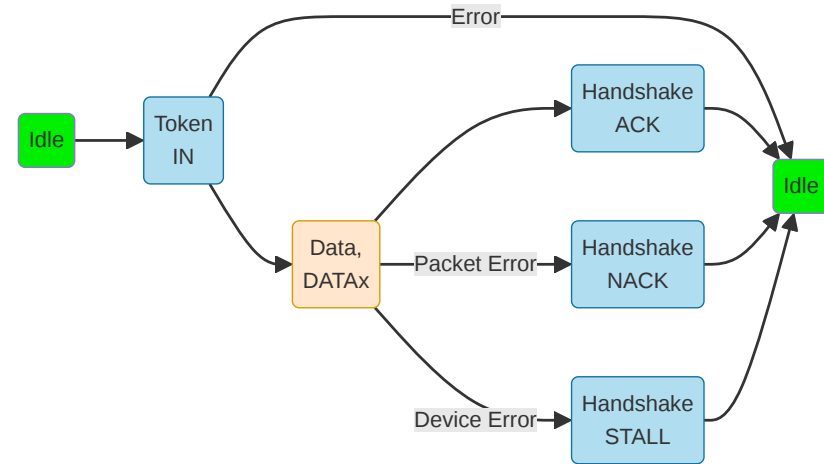 Error
Idle
Token
IN
Handshake
ACK
Idle
Data,
DATAx
Packet Error
Handshake
NACK
Device Error
Handshake
STALL